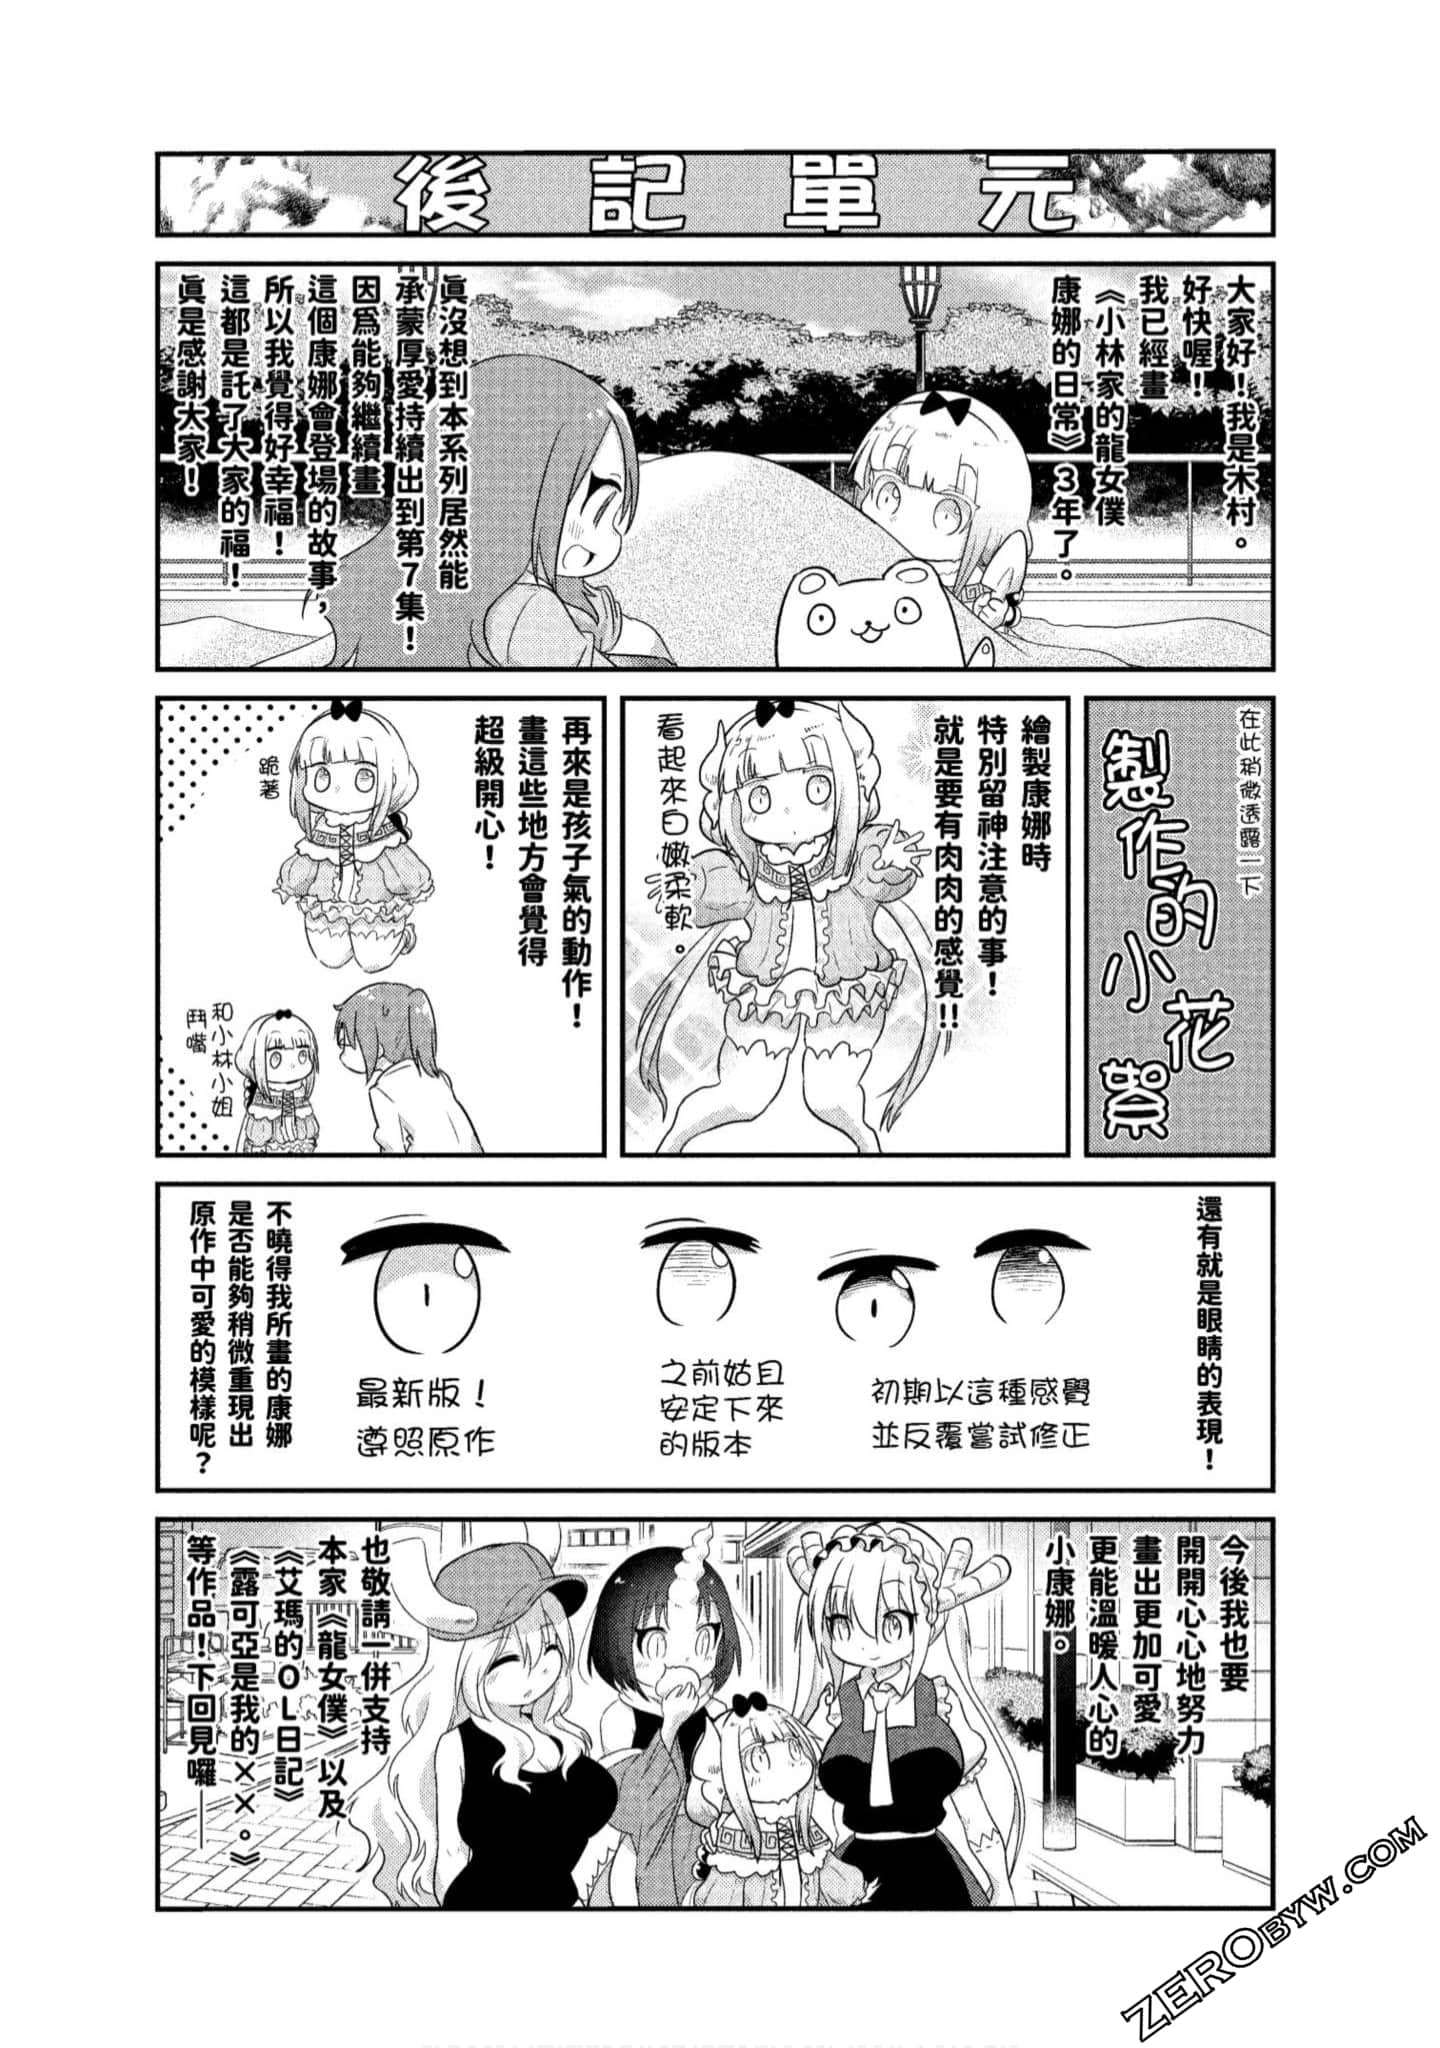 後記單元
大家好！我是木村。
好快喔！
我已經畫
《小林家的龍女僕
康娜的日常》３年了。
眞沒想到本系列居然能
承蒙厚愛持續出到第７集！
因爲能夠繼續畫
這個康娜會登場的故事，
所以我覺得好幸福！
這都是託了大家的福！
眞是感謝大家！
在此稍微透露一下
製作的小花絮
繪製康娜時
特別留神注意的事！
就是要有肉肉的感覺!!
看起來白嫩柔軟。
再來是孩子氣的動作！
畫這些地方會覺得
超級開心！
跪著
和小林小姐
鬥嘴
還有就是眼睛的表現！
初期以這種感覺
並反覆嘗試修正
之前姑且
安定下來
的版本
最新版！
遵照原作
不曉得我所畫的康娜
是否能夠稍微重現出
原作中可愛的模樣呢？
今後我也要
開開心心地努力
畫出更加可愛
更能溫暖人心的
小康娜。
也敬請一併支持
本家《龍女僕》以及
《艾瑪的ＯＬ日記》
《露可亞是我的××。》
等作品！下回見囉——
ZEROBYW.COM